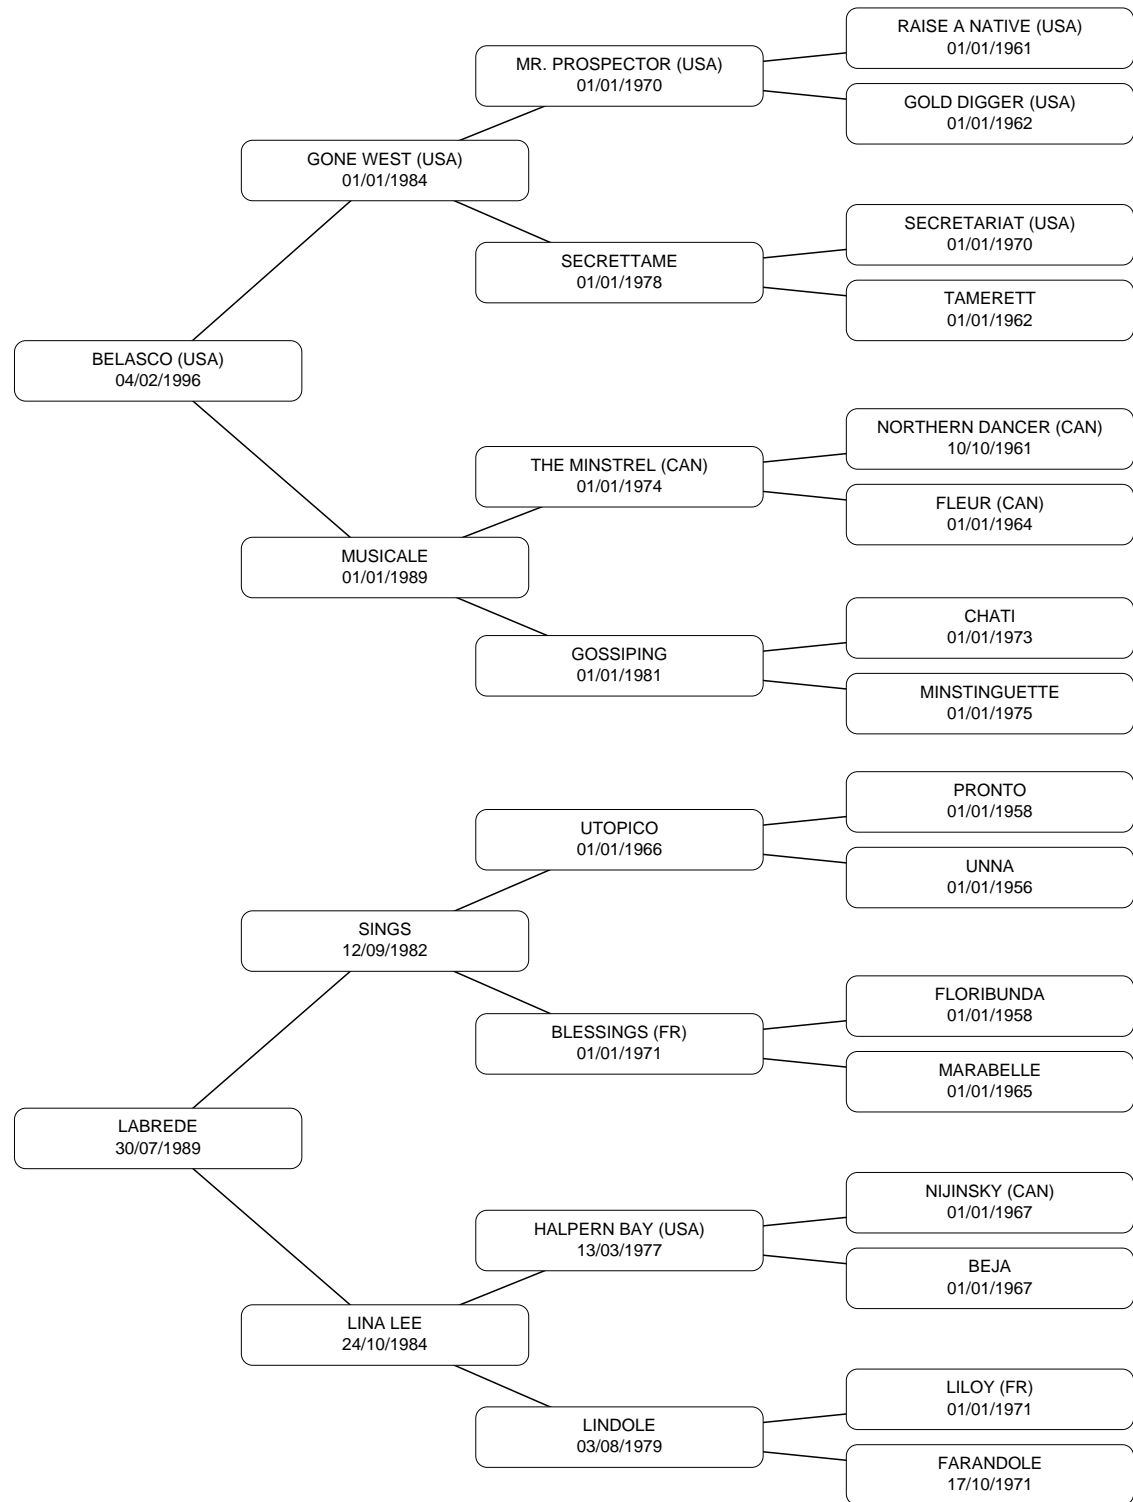 RAISE A NATIVE (USA)
01/01/1961
MR. PROSPECTOR (USA)
01/01/1970
GOLD DIGGER (USA)
01/01/1962
GONE WEST (USA)
01/01/1984
SECRETARIAT (USA)
01/01/1970
SECRETTAME
01/01/1978
TAMERETT
01/01/1962
BELASCO (USA)
04/02/1996
NORTHERN DANCER (CAN)
10/10/1961
THE MINSTREL (CAN)
01/01/1974
FLEUR (CAN)
01/01/1964
MUSICALE
01/01/1989
CHATI
01/01/1973
GOSSIPING
01/01/1981
MINSTINGUETTE
01/01/1975
PRONTO
01/01/1958
UTOPICO
01/01/1966
UNNA
01/01/1956
SINGS
12/09/1982
FLORIBUNDA
01/01/1958
BLESSINGS (FR)
01/01/1971
MARABELLE
01/01/1965
LABREDE
30/07/1989
NIJINSKY (CAN)
01/01/1967
HALPERN BAY (USA)
13/03/1977
BEJA
01/01/1967
LINA LEE
24/10/1984
LILOY (FR)
01/01/1971
LINDOLE
03/08/1979
FARANDOLE
17/10/1971